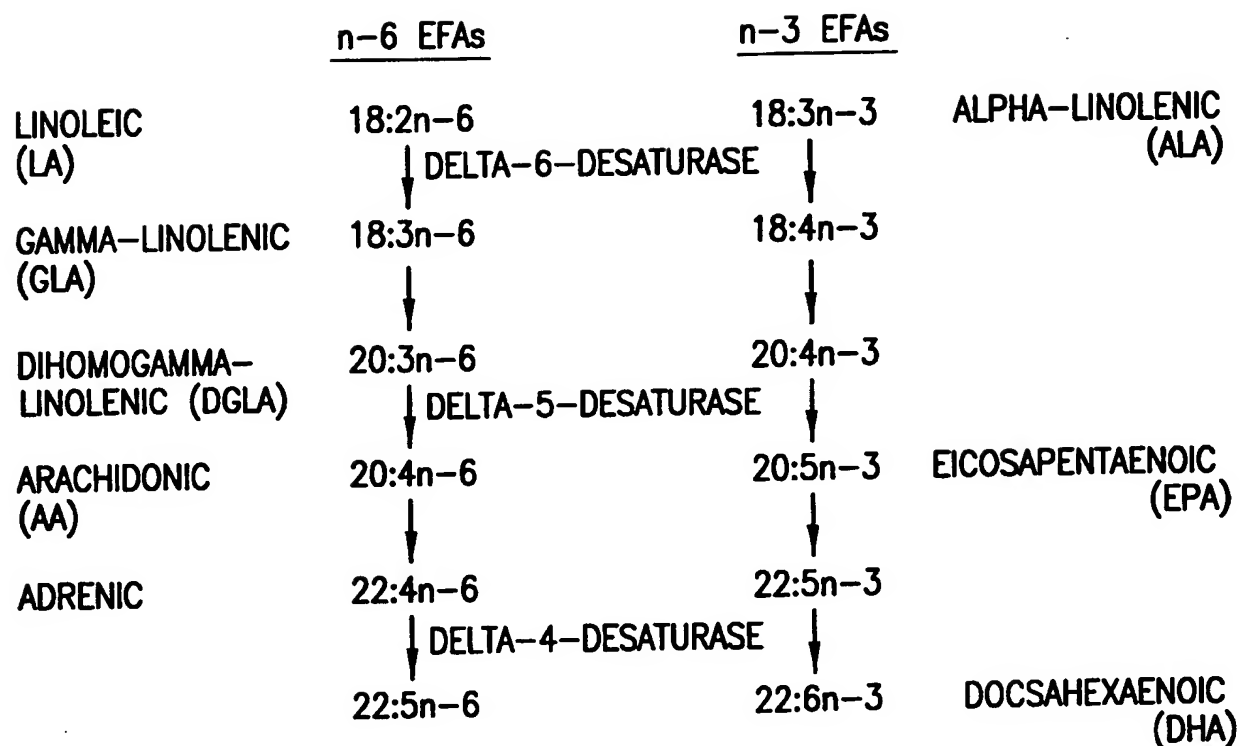 n-6 EFAs n-3 EFAs
LINOLEIC (LA) 18:2n-6 18:3n-3 ALPHA-LINOLENIC (ALA)
DELTA-6-DESATURASE
GAMMA-LINOLENIC (GLA) 18:3n-6 18:4n-3
DIHOMOGAMMA-LINOLENIC (DGLA) 20:3n-6 20:4n-3
DELTA-5-DESATURASE
ARACHIDONIC (AA) 20:4n-6 20:5n-3 EICOSAPENTAENOIC (EPA)
ADRENIC 22:4n-6 22:5n-3
DELTA-4-DESATURASE
22:5n-6 22:6n-3 DOCSAHEXAENOIC (DHA)